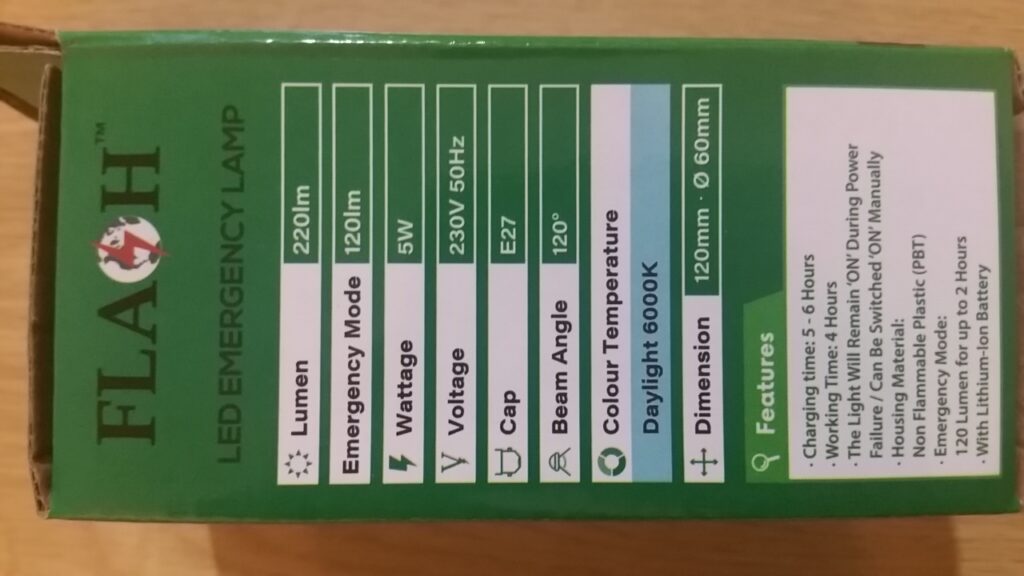 FLASH™
LED EMERGENCY LAMP
Lumen 220lm
Emergency Mode 120lm
Wattage 5W
Voltage 230V 50Hz
Cap E27
Beam Angle 120°
Colour Temperature
Daylight 6000K
Dimension 120mm · Ø 60mm
Features
· Charging time: 5 - 6 Hours
· Working Time: 4 Hours
· The Light Will Remain 'ON' During Power
Failure / Can Be Switched 'ON' Manually
· Housing Material:
Non Flammable Plastic (PBT)
· Emergency Mode:
120 Lumen for up to 2 Hours
· With Lithium-Ion Battery